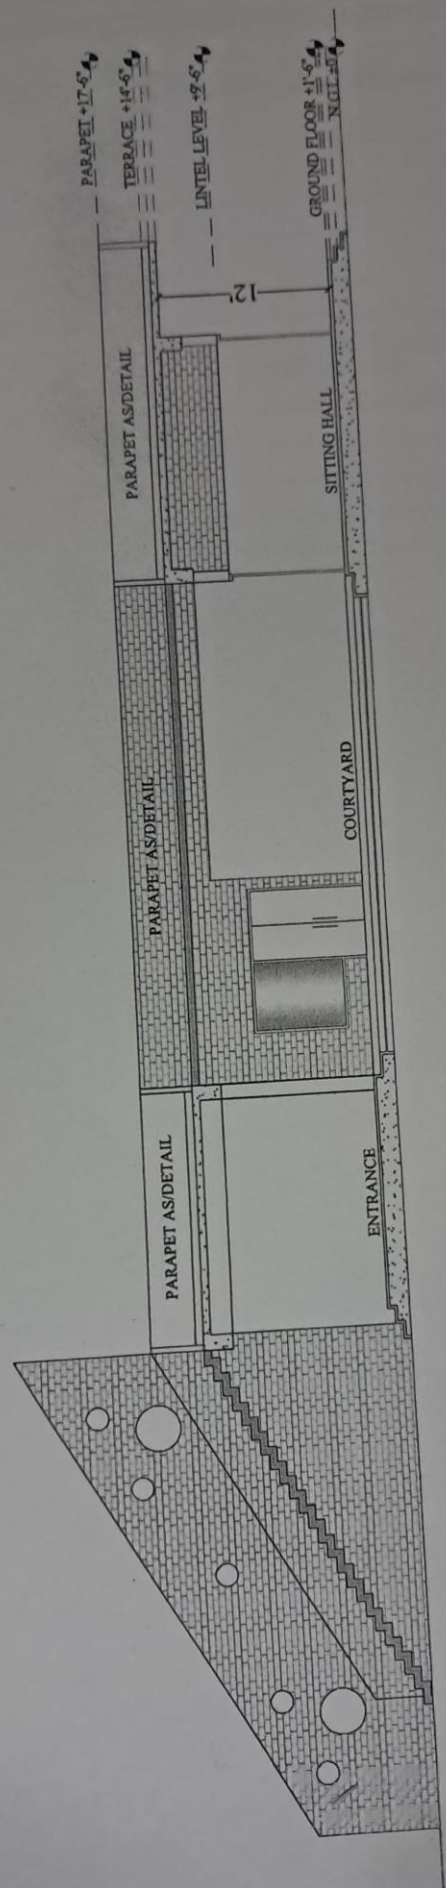 PARAPET +17'-6"
TERRACE +14'-6"
LINTEL LEVEL +9'-6"
GROUND FLOOR +1'-6"
N.G.L ±0
12'
PARAPET AS/DETAIL
PARAPET AS/DETAIL
PARAPET AS/DETAIL
SITTING HALL
COURTYARD
ENTRANCE